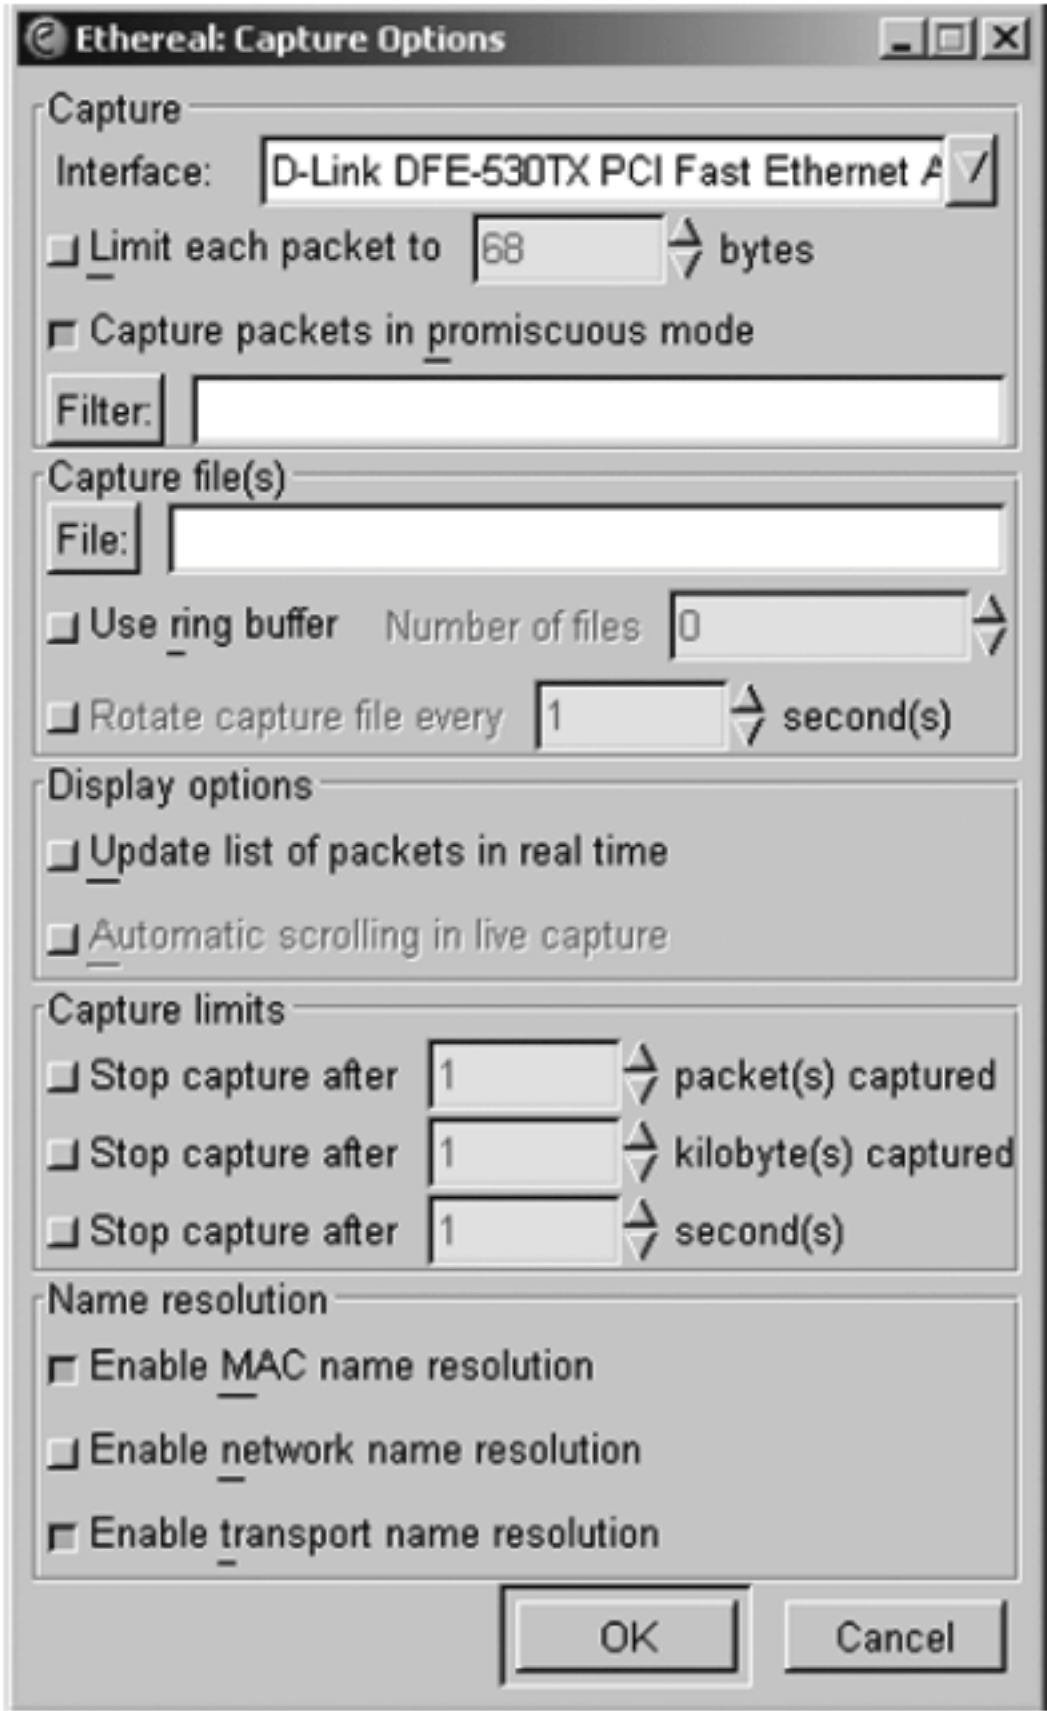 Ethereal: Capture Options
Capture
Interface: D-Link DFE-530TX PCI Fast Ethernet A
Limit each packet to 68 bytes
Capture packets in promiscuous mode
Filter:
Capture file(s)
File:
Use ring buffer Number of files 0
Rotate capture file every 1 second(s)
Display options
Update list of packets in real time
Automatic scrolling in live capture
Capture limits
Stop capture after 1 packet(s) captured
Stop capture after 1 kilobyte(s) captured
Stop capture after 1 second(s)
Name resolution
Enable MAC name resolution
Enable network name resolution
Enable transport name resolution
OK Cancel